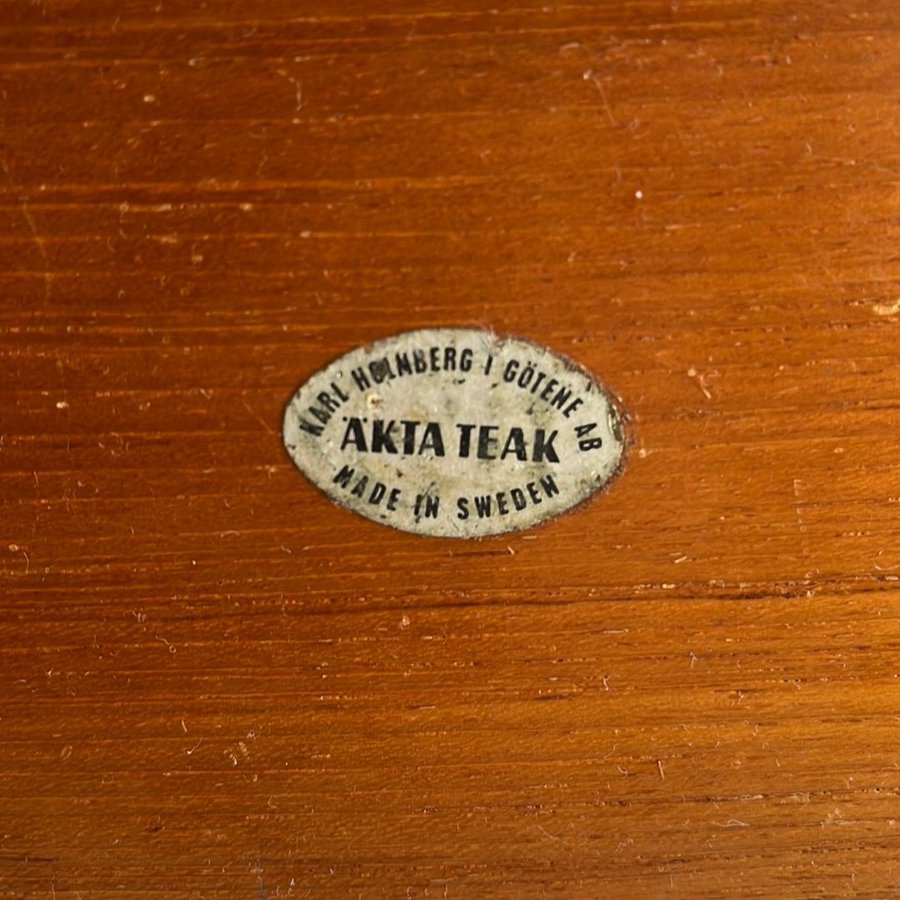 KARL HOLMBERG I GÖTENE AB
ÄKTA TEAK
MADE IN SWEDEN